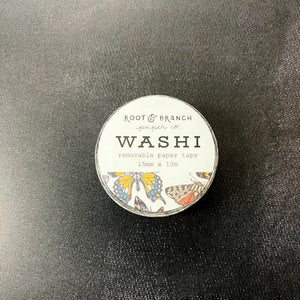 ROOT & BRANCH
paper co.
WASHI
removable paper tape
15mm x 10m